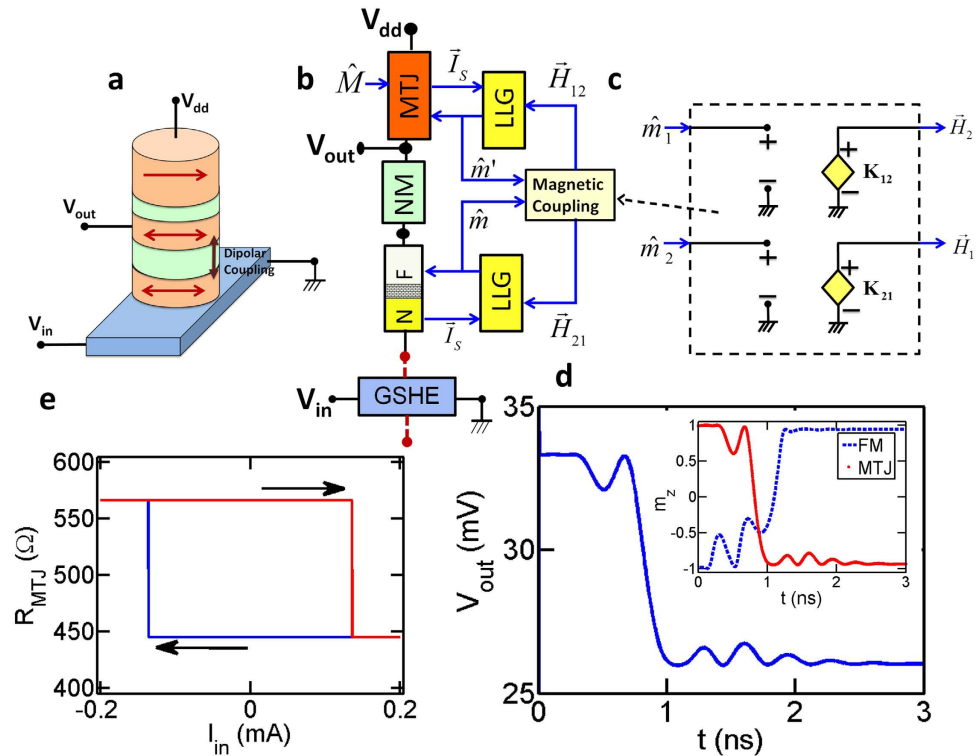 a
V_dd
V_out
Dipolar
Coupling
V_in
b
V_dd
M̂
MTJ
I⃗_S
LLG
H⃗_12
V_out
m̂'
NM
Magnetic
Coupling
m̂
F
N
LLG
I⃗_S
H⃗_21
V_in
GSHE
c
m̂_1
+
−
+
−
K_12
H⃗_2
m̂_2
+
−
+
−
K_21
H⃗_1
d
V_out (mV)
35
30
25
0 1 2 3
t (ns)
m_z
1
0.5
0
-0.5
-1
0 1 2 3
t (ns)
FM
MTJ
e
R_MTJ (Ω)
600
550
500
450
400
-0.2 0 0.2
I_in (mA)